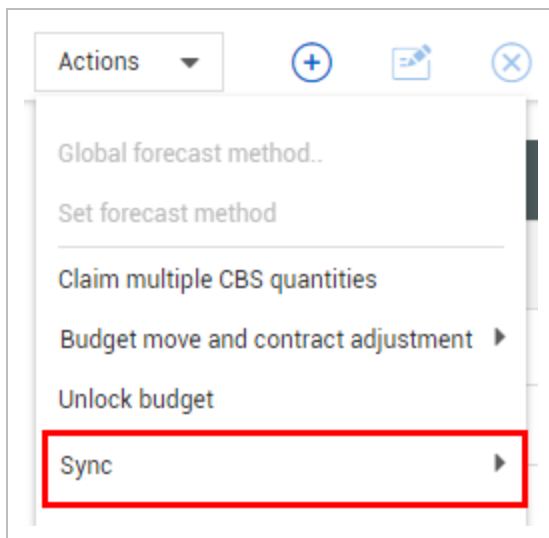 Actions
Global forecast method..
Set forecast method
Claim multiple CBS quantities
Budget move and contract adjustment
Unlock budget
Sync